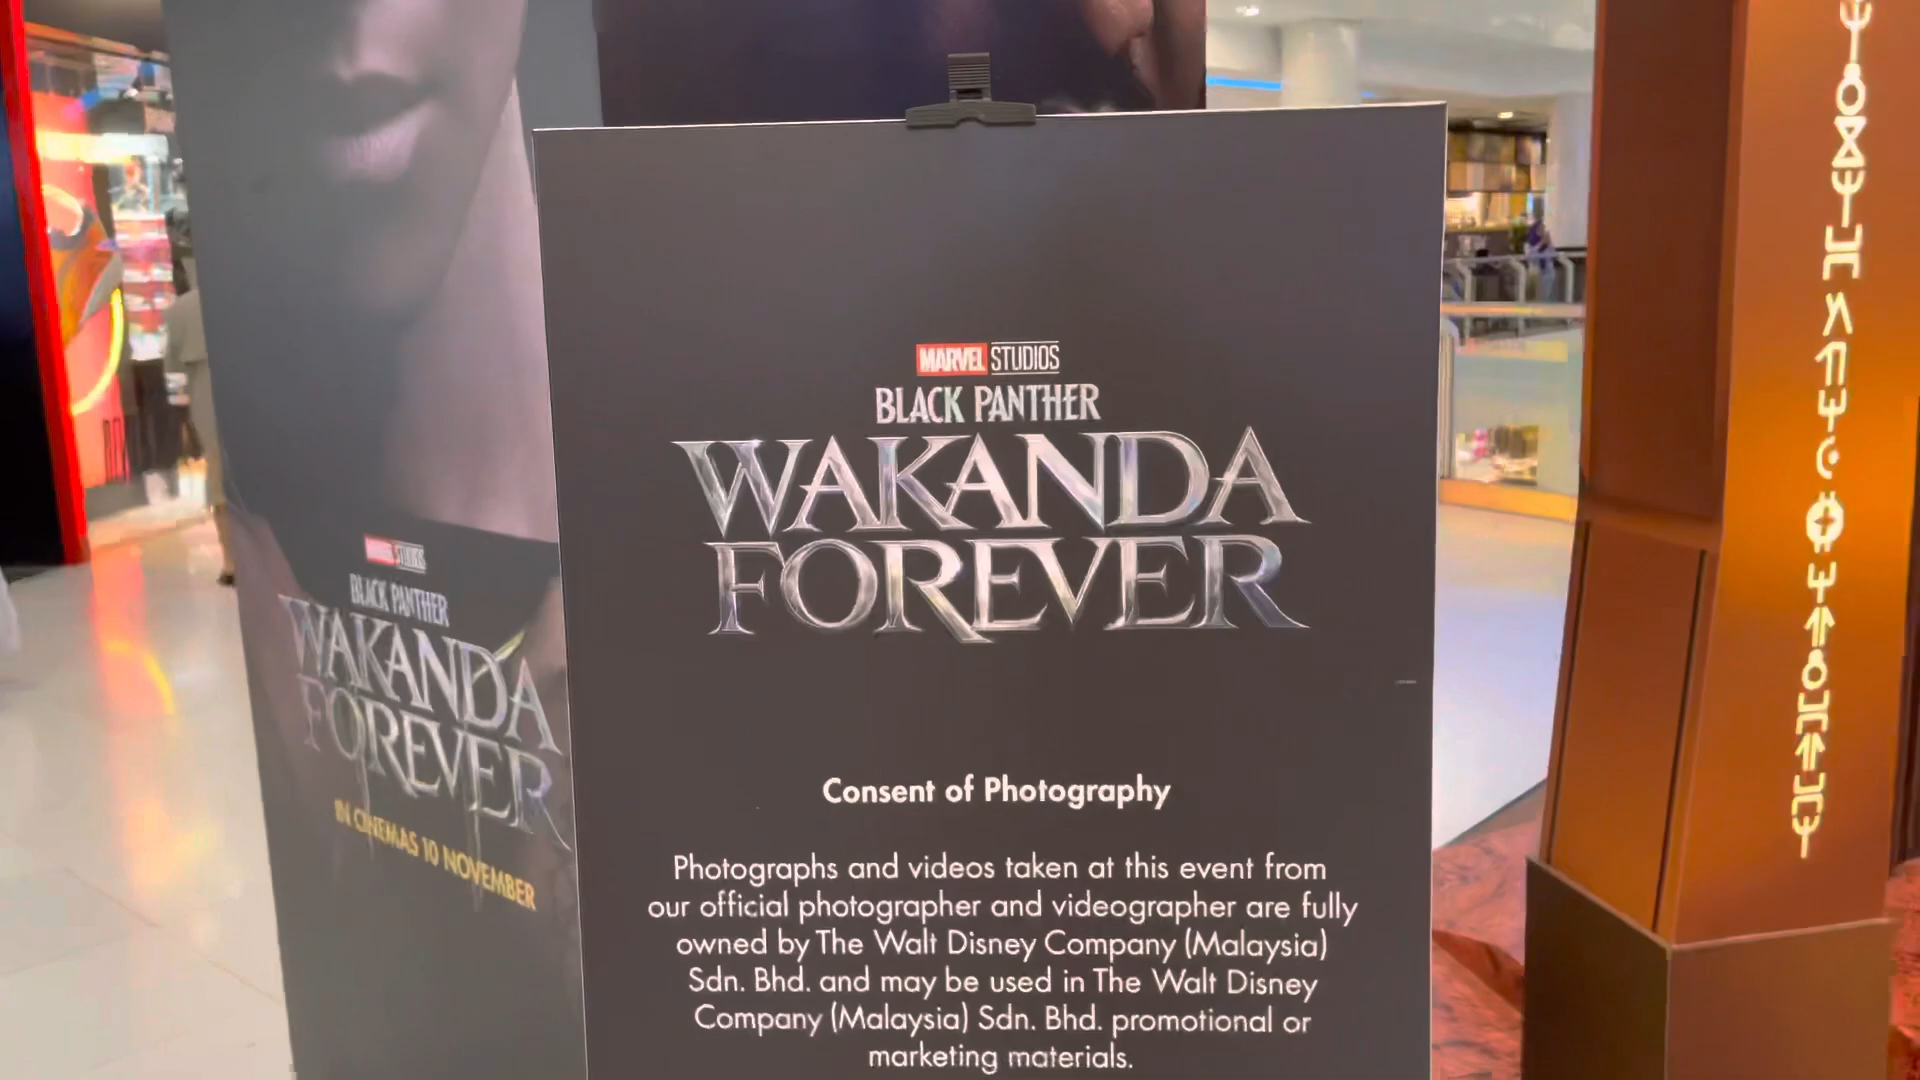 MARVEL STUDIOS
BLACK PANTHER
WAKANDA
FOREVER
Consent of Photography
Photographs and videos taken at this event from
our official photographer and videographer are fully
owned by The Walt Disney Company (Malaysia)
Sdn. Bhd. and may be used in The Walt Disney
Company (Malaysia) Sdn. Bhd. promotional or
marketing materials.
MARVEL STUDIOS
BLACK PANTHER
WAKANDA
FOREVER
IN CINEMAS 10 NOVEMBER